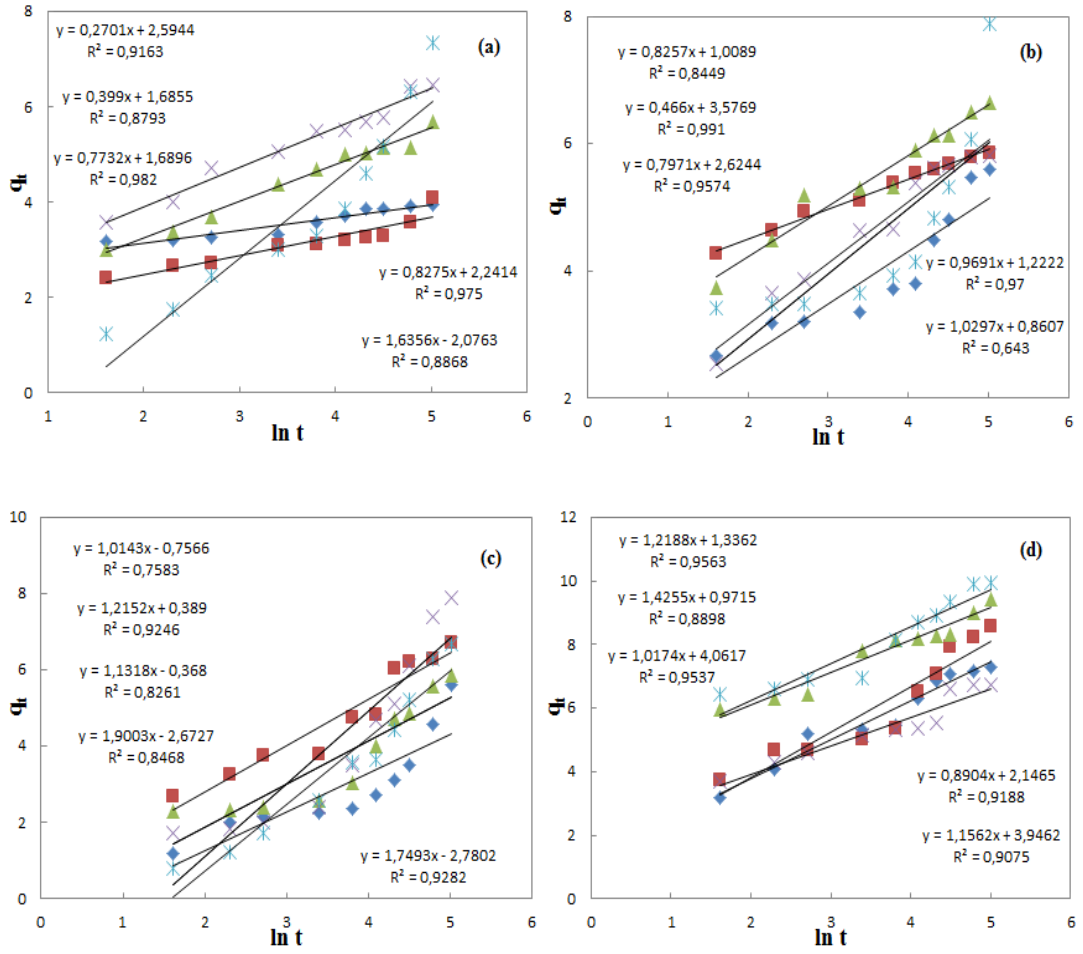 (a)
y = 0,2701x + 2,5944
R² = 0,9163
y = 0,399x + 1,6855
R² = 0,8793
y = 0,7732x + 1,6896
R² = 0,982
y = 0,8275x + 2,2414
R² = 0,975
y = 1,6356x - 2,0763
R² = 0,8868
8
6
4
2
0
qt
1 2 3 4 5 6
ln t
(b)
y = 0,8257x + 1,0089
R² = 0,8449
y = 0,466x + 3,5769
R² = 0,991
y = 0,7971x + 2,6244
R² = 0,9574
y = 0,9691x + 1,2222
R² = 0,97
y = 1,0297x + 0,8607
R² = 0,643
8
6
4
2
qt
0 1 2 3 4 5 6
ln t
(c)
y = 1,0143x - 0,7566
R² = 0,7583
y = 1,2152x + 0,389
R² = 0,9246
y = 1,1318x - 0,368
R² = 0,8261
y = 1,9003x - 2,6727
R² = 0,8468
y = 1,7493x - 2,7802
R² = 0,9282
10
8
6
4
2
0
qt
0 1 2 3 4 5 6
ln t
(d)
y = 1,2188x + 1,3362
R² = 0,9563
y = 1,4255x + 0,9715
R² = 0,8898
y = 1,0174x + 4,0617
R² = 0,9537
y = 0,8904x + 2,1465
R² = 0,9188
y = 1,1562x + 3,9462
R² = 0,9075
12
10
8
6
4
2
0
qt
0 1 2 3 4 5 6
ln t